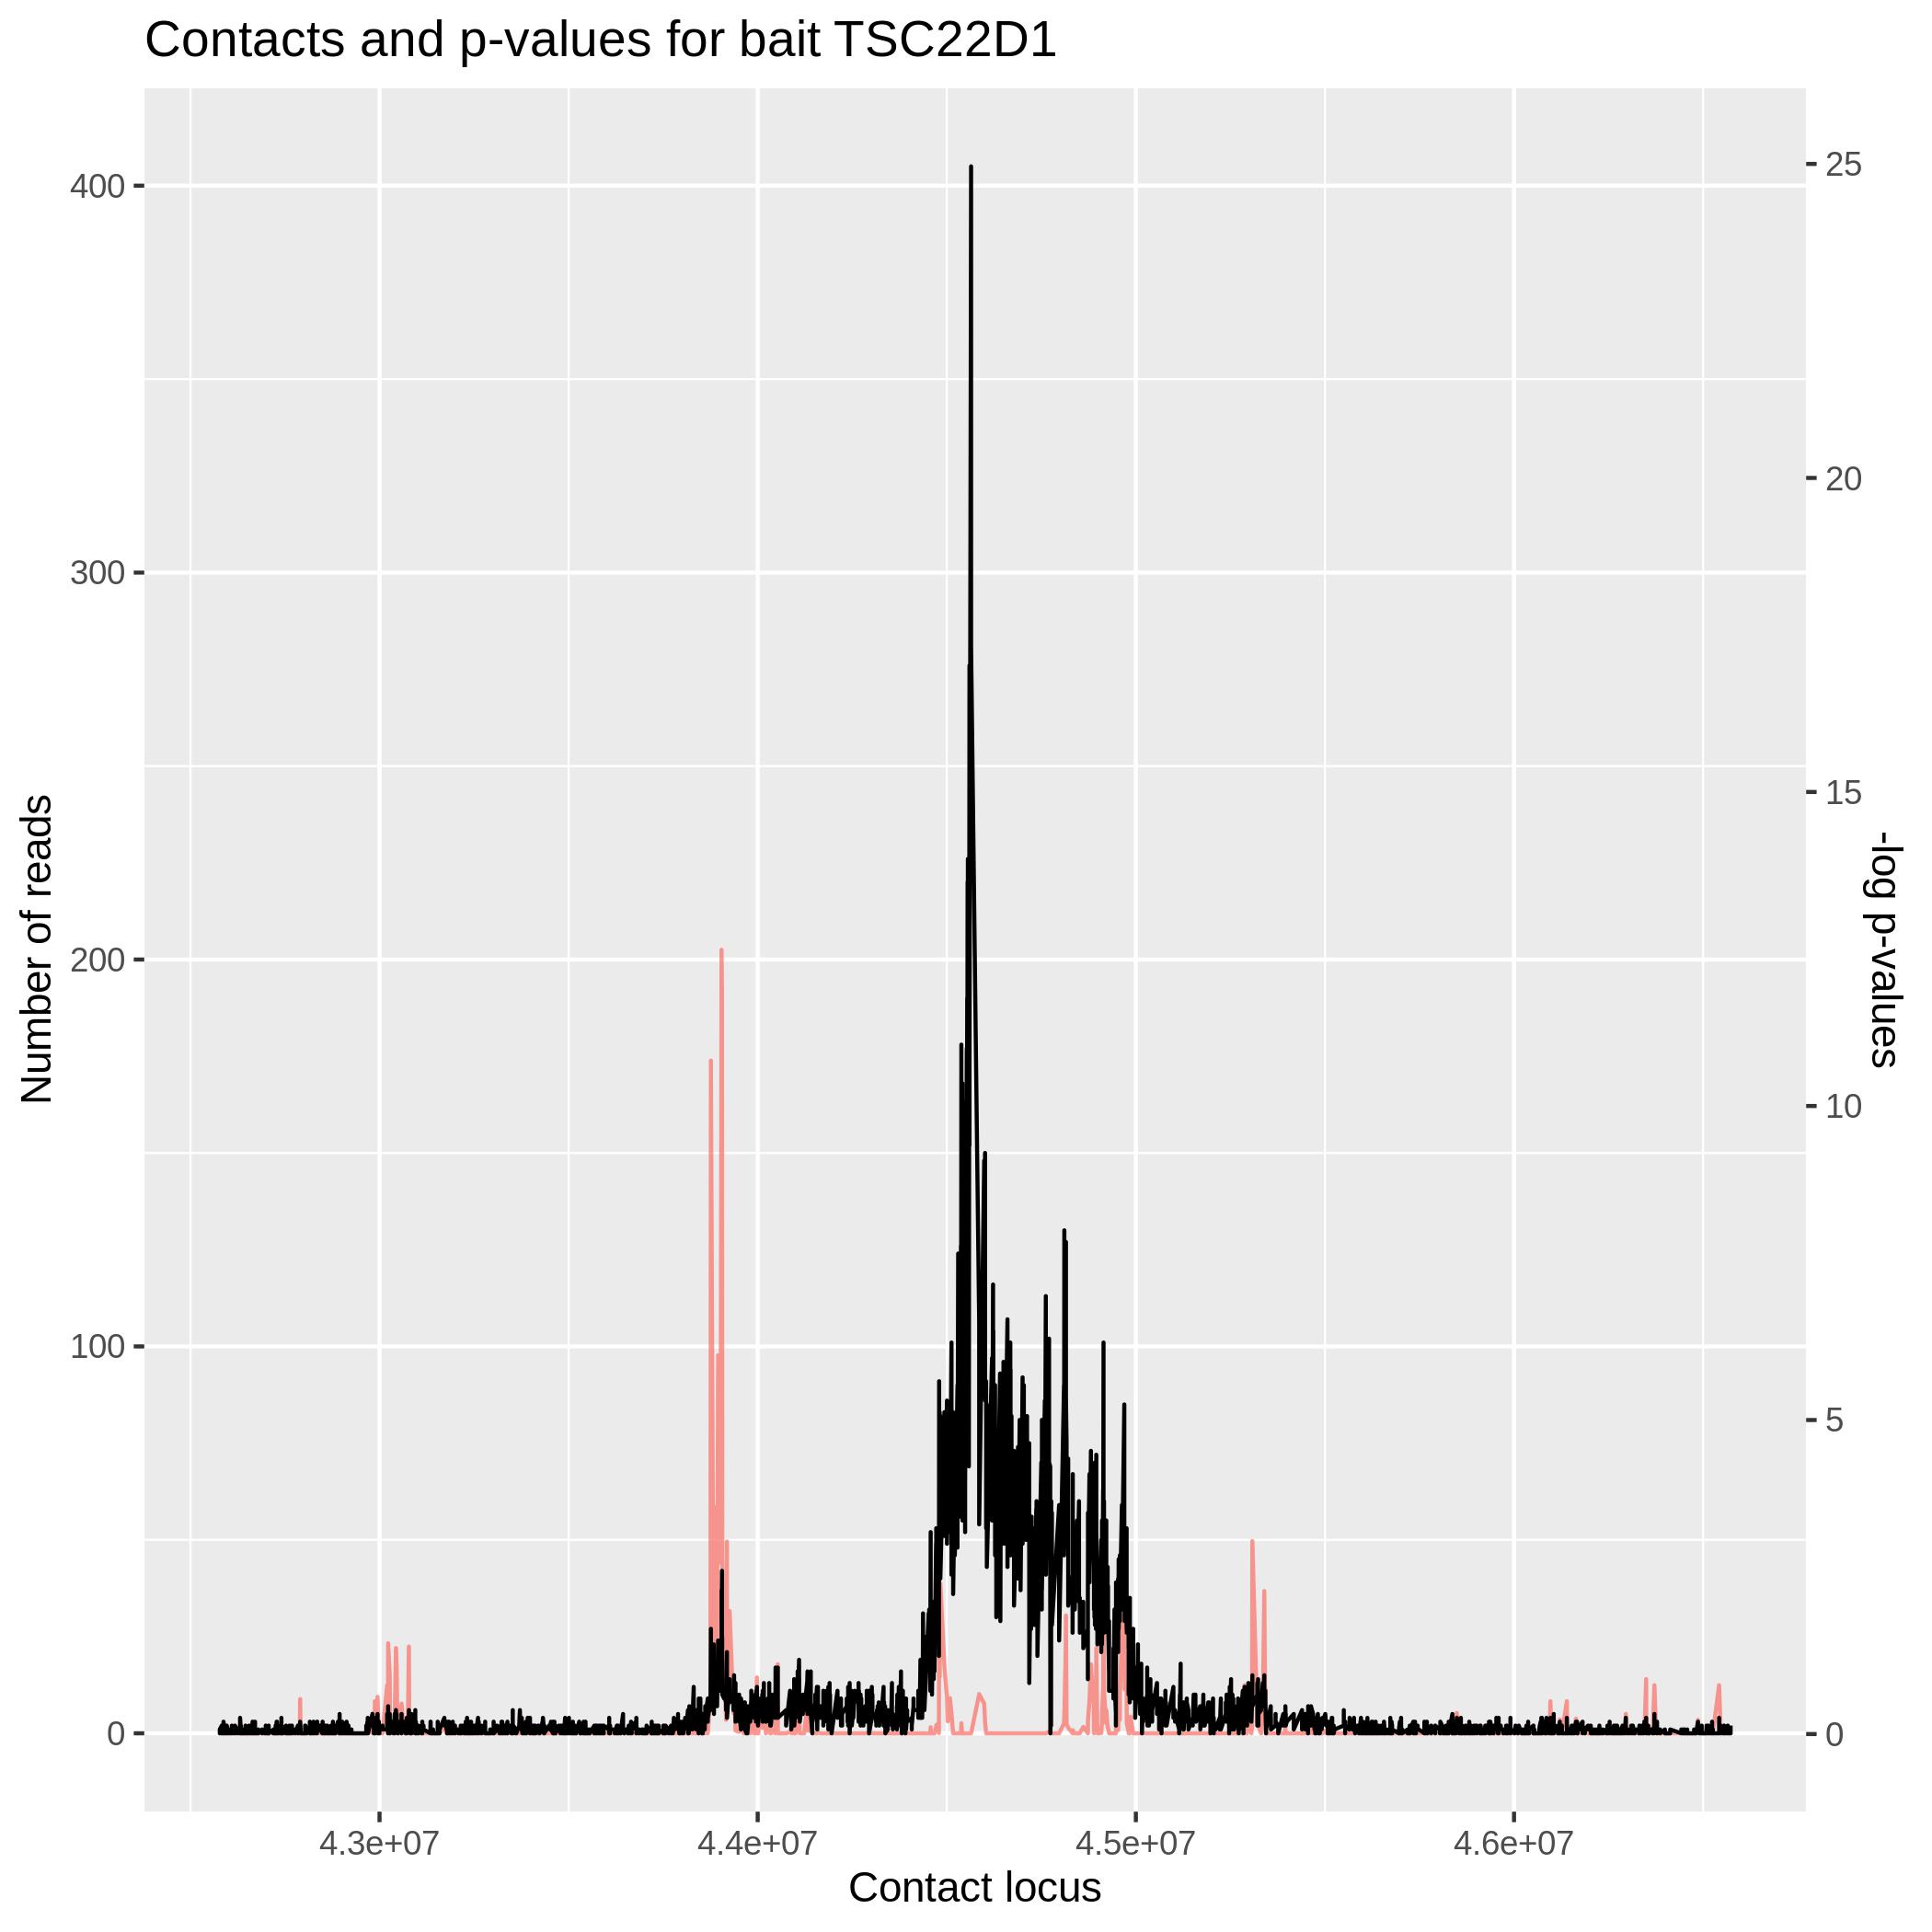 Contacts and p-values for bait TSC22D1
400
300
200
100
0
Number of reads
25
20
15
10
5
0
-log p-values
4.3e+07
4.4e+07
4.5e+07
4.6e+07
Contact locus